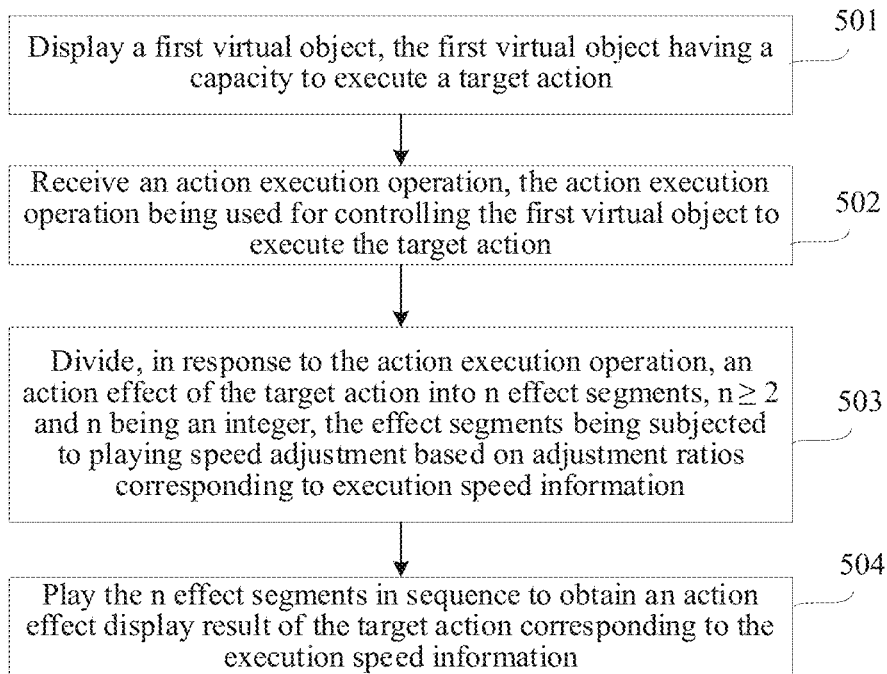 501
Display a first virtual object, the first virtual object having a
capacity to execute a target action
Receive an action execution operation, the action execution
operation being used for controlling the first virtual object to
execute the target action
502
Divide, in response to the action execution operation, an
action effect of the target action into n effect segments, n ≥ 2
and n being an integer, the effect segments being subjected
to playing speed adjustment based on adjustment ratios
corresponding to execution speed information
503
504
Play the n effect segments in sequence to obtain an action
effect display result of the target action corresponding to the
execution speed information